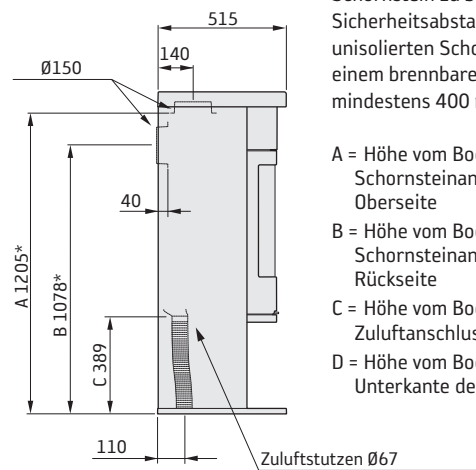 515
140
Ø150
40
A 1205*
B 1078*
C 389
110
Zuluftstutzen Ø67
Sicherheitsabsta
unisolierten Scho
einem brennbare
mindestens 400
A = Höhe vom Bo
Schornsteinan
Oberseite
B = Höhe vom Bo
Schornsteinan
Rückseite
C = Höhe vom Bo
Zuluftanschlus
D = Höhe vom Bo
Unterkante de